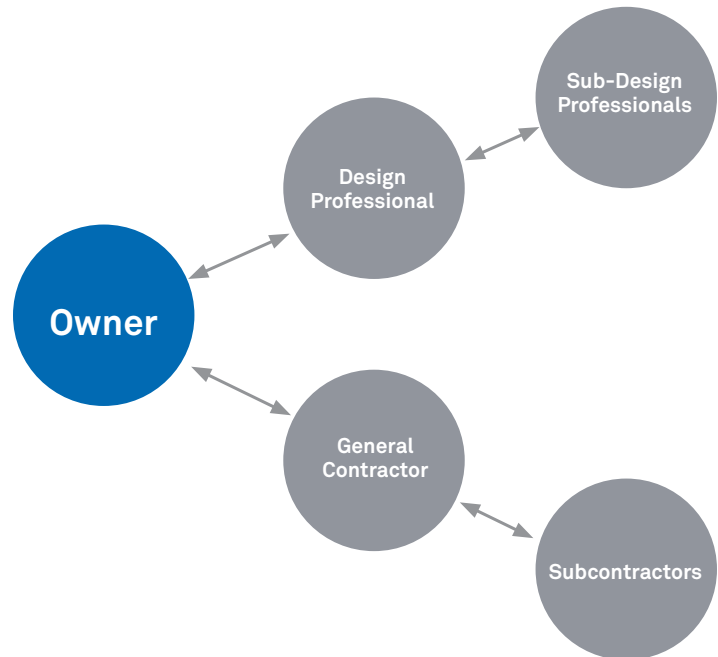 Sub-Design
Professionals
Design
Professional
Owner
General
Contractor
Subcontractors